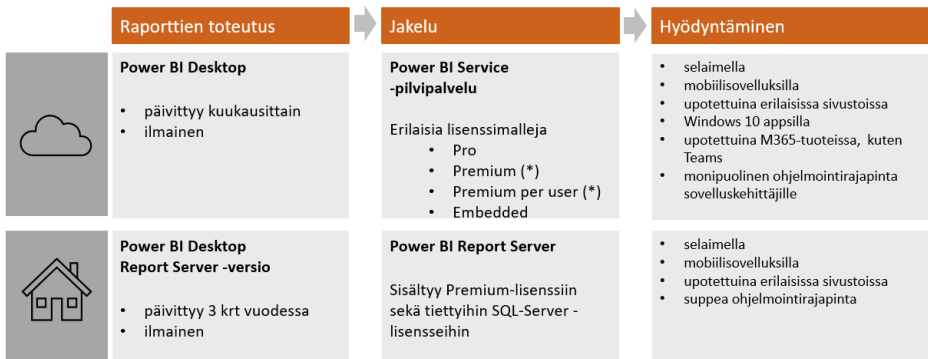 Raporttien toteutus
Jakelu
Hyödyntäminen
Power BI Desktop
• päivittyy kuukausittain
• ilmainen
Power BI Service
-pilvipalvelu
Erilaisia lisenssimalleja
• Pro
• Premium (*)
• Premium per user (*)
• Embedded
• selaimella
• mobiilisovelluksilla
• upotettuina erilaisissa sivustoissa
• Windows 10 appsilla
• upotettuina M365-tuoteissa, kuten
Teams
• monipuolinen ohjelmointirajapinta
sovelluskehittäjille
Power BI Desktop
Report Server -versio
• päivittyy 3 krt vuodessa
• ilmainen
Power BI Report Server
Sisältyy Premium-lisenssiin
sekä tiettyihin SQL-Server -
lisensseihin
• selaimella
• mobiilisovelluksilla
• upotettuina erilaisissa sivustoissa
• suppea ohjelmointirajapinta